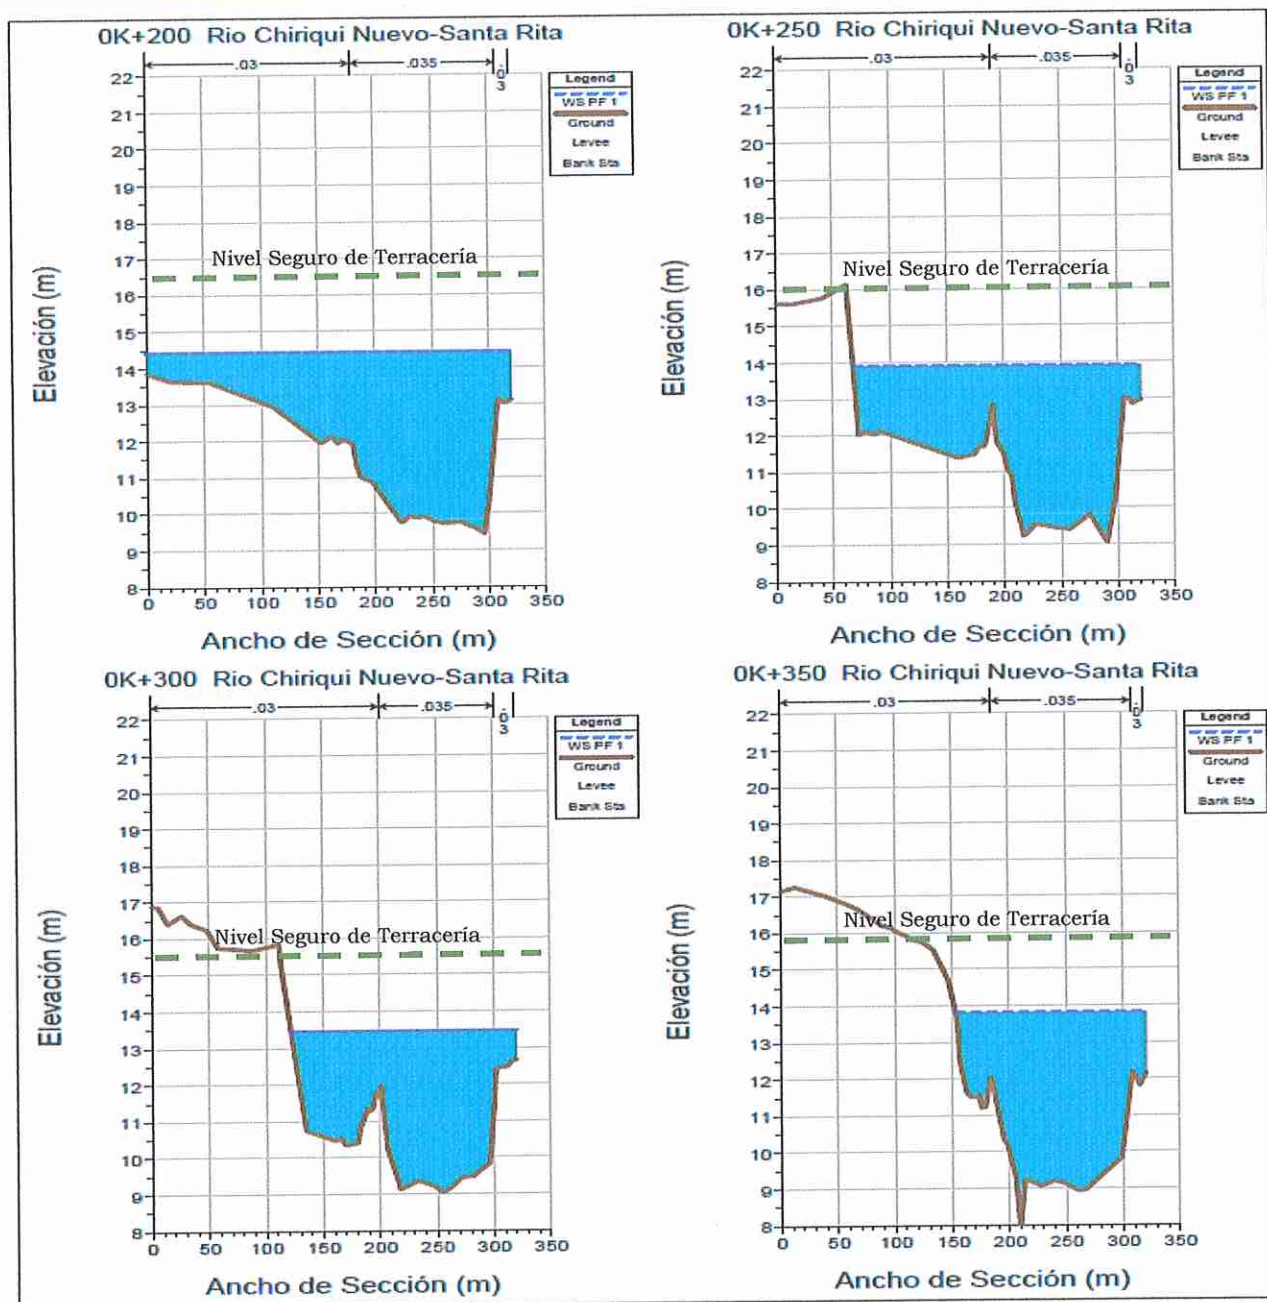 0K+200 Rio Chiriqui Nuevo-Santa Rita
.03
.035
.03
Legend
WS PF 1
Ground
Levee
Bank Sta
22
21
20
19
18
17
16
14
13
12
11
10
9
8
Nivel Seguro de Terracería
Elevación (m)
0 50 100 150 200 250 300 350
Ancho de Sección (m)
0K+250 Rio Chiriqui Nuevo-Santa Rita
.03
.035
.03
Legend
WS PF 1
Ground
Levee
Bank Sta
22
21
20
19
18
17
16
15
14
13
12
11
10
9
8
Nivel Seguro de Terracería
Elevación (m)
0 50 100 150 200 250 300 350
Ancho de Sección (m)
0K+300 Rio Chiriqui Nuevo-Santa Rita
.03
.035
.03
Legend
WS PF 1
Ground
Levee
Bank Sta
22
21
20
19
18
17
16
15
14
13
12
11
10
9
8
Nivel Seguro de Terracería
Elevación (m)
0 50 100 150 200 250 300 350
Ancho de Sección (m)
0K+350 Rio Chiriqui Nuevo-Santa Rita
.03
.035
.03
Legend
WS PF 1
Ground
Levee
Bank Sta
22
21
20
19
18
17
16
15
14
13
12
11
10
9
8
Nivel Seguro de Terracería
Elevación (m)
0 50 100 150 200 250 300 350
Ancho de Sección (m)